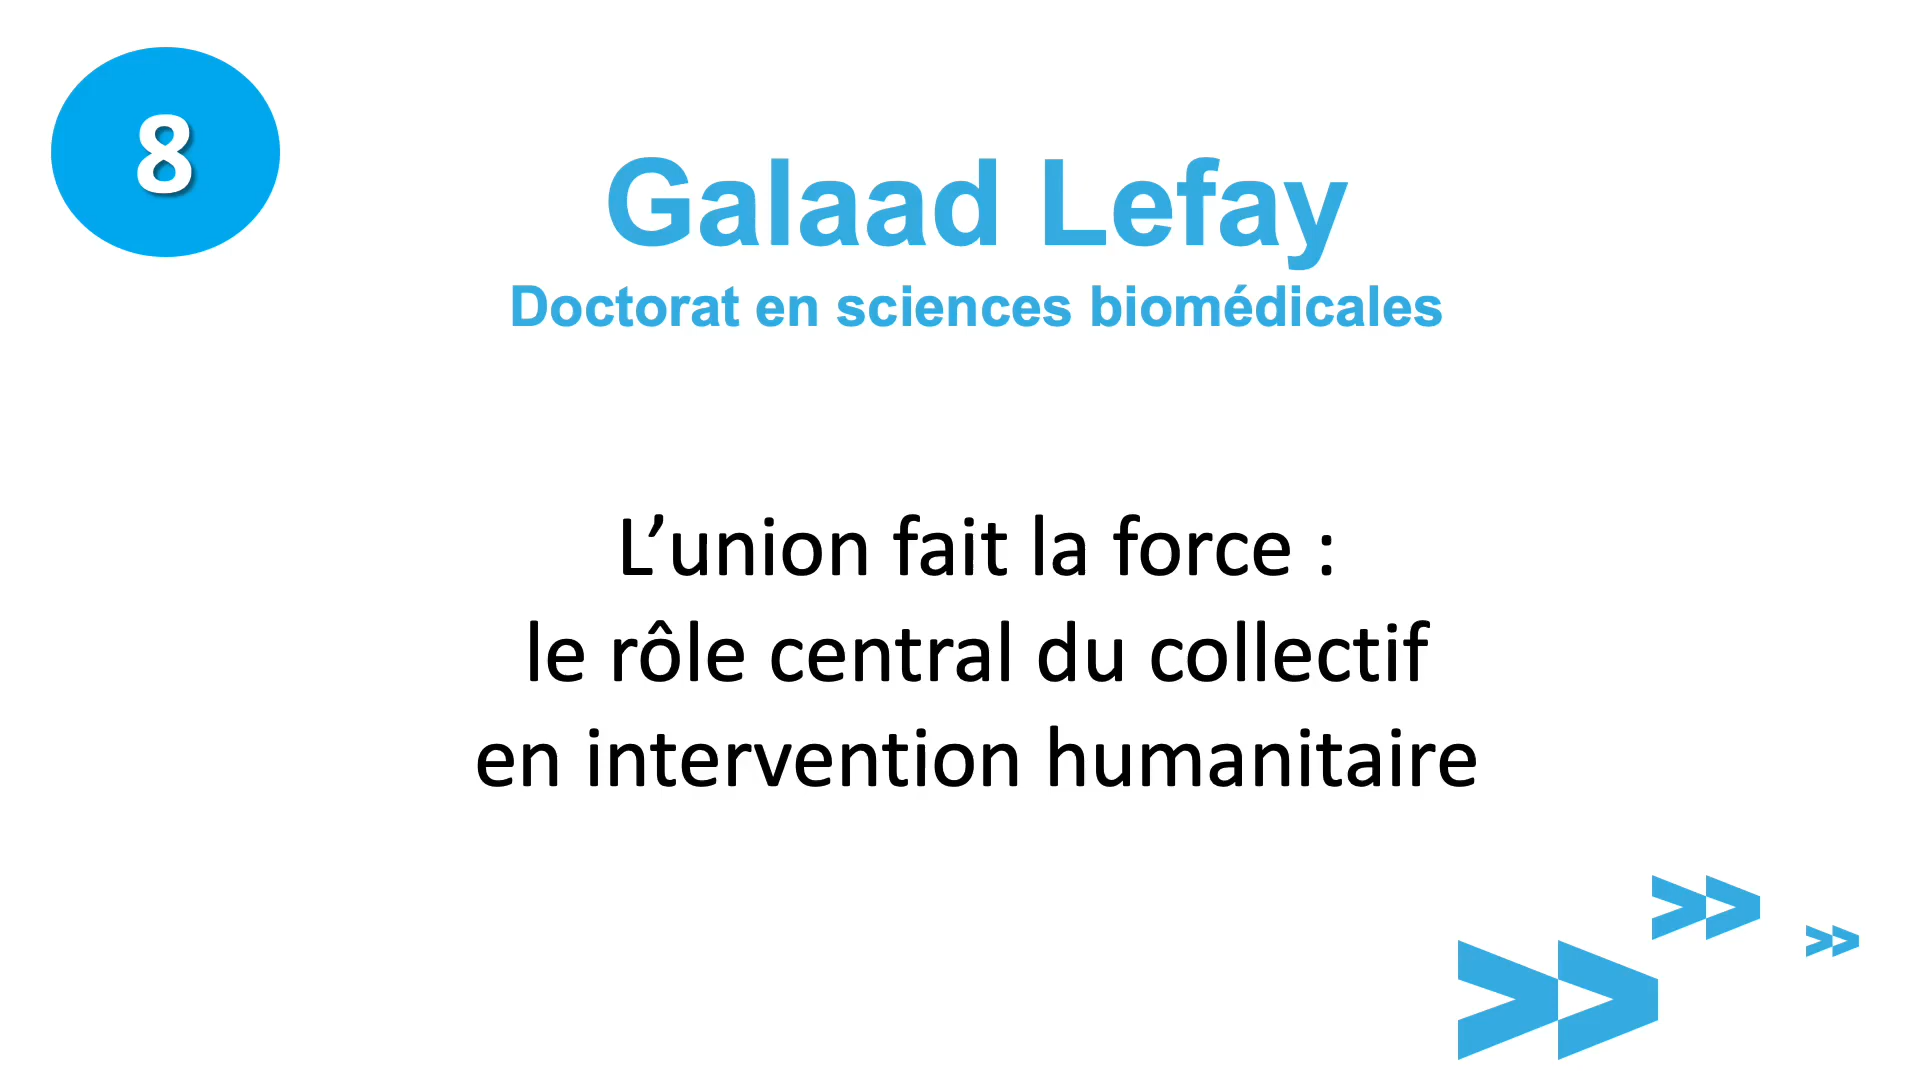 8
Galaad Lefay
Doctorat en sciences biomédicales
L’union fait la force :
le rôle central du collectif
en intervention humanitaire